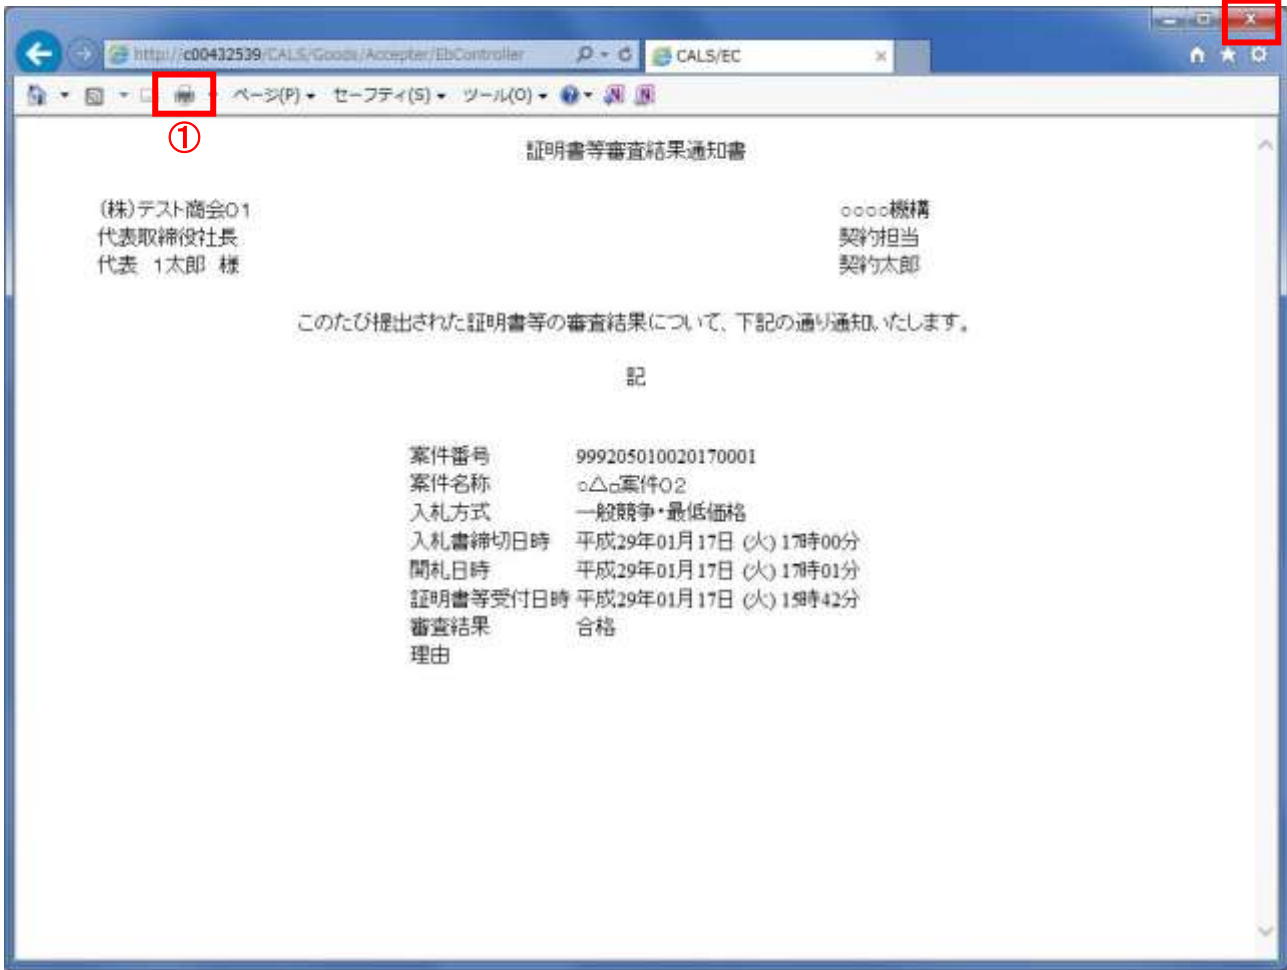 http://c00432539/CALS/Goods/Accepter/EbController
CALS/EC
ページ(P) セーフティ(S) ツール(O)
①
証明書等審査結果通知書
(株)テスト商会01 ○○○○機構
代表取締役社長 契約担当
代表 1太郎 様 契約太郎
このたび提出された証明書等の審査結果について、下記の通り通知いたします。
記
案件番号 999205010020170001
案件名称 ○△□案件02
入札方式 一般競争・最低価格
入札書締切日時 平成29年01月17日 (火) 17時00分
開札日時 平成29年01月17日 (火) 17時01分
証明書等受付日時 平成29年01月17日 (火) 15時42分
審査結果 合格
理由